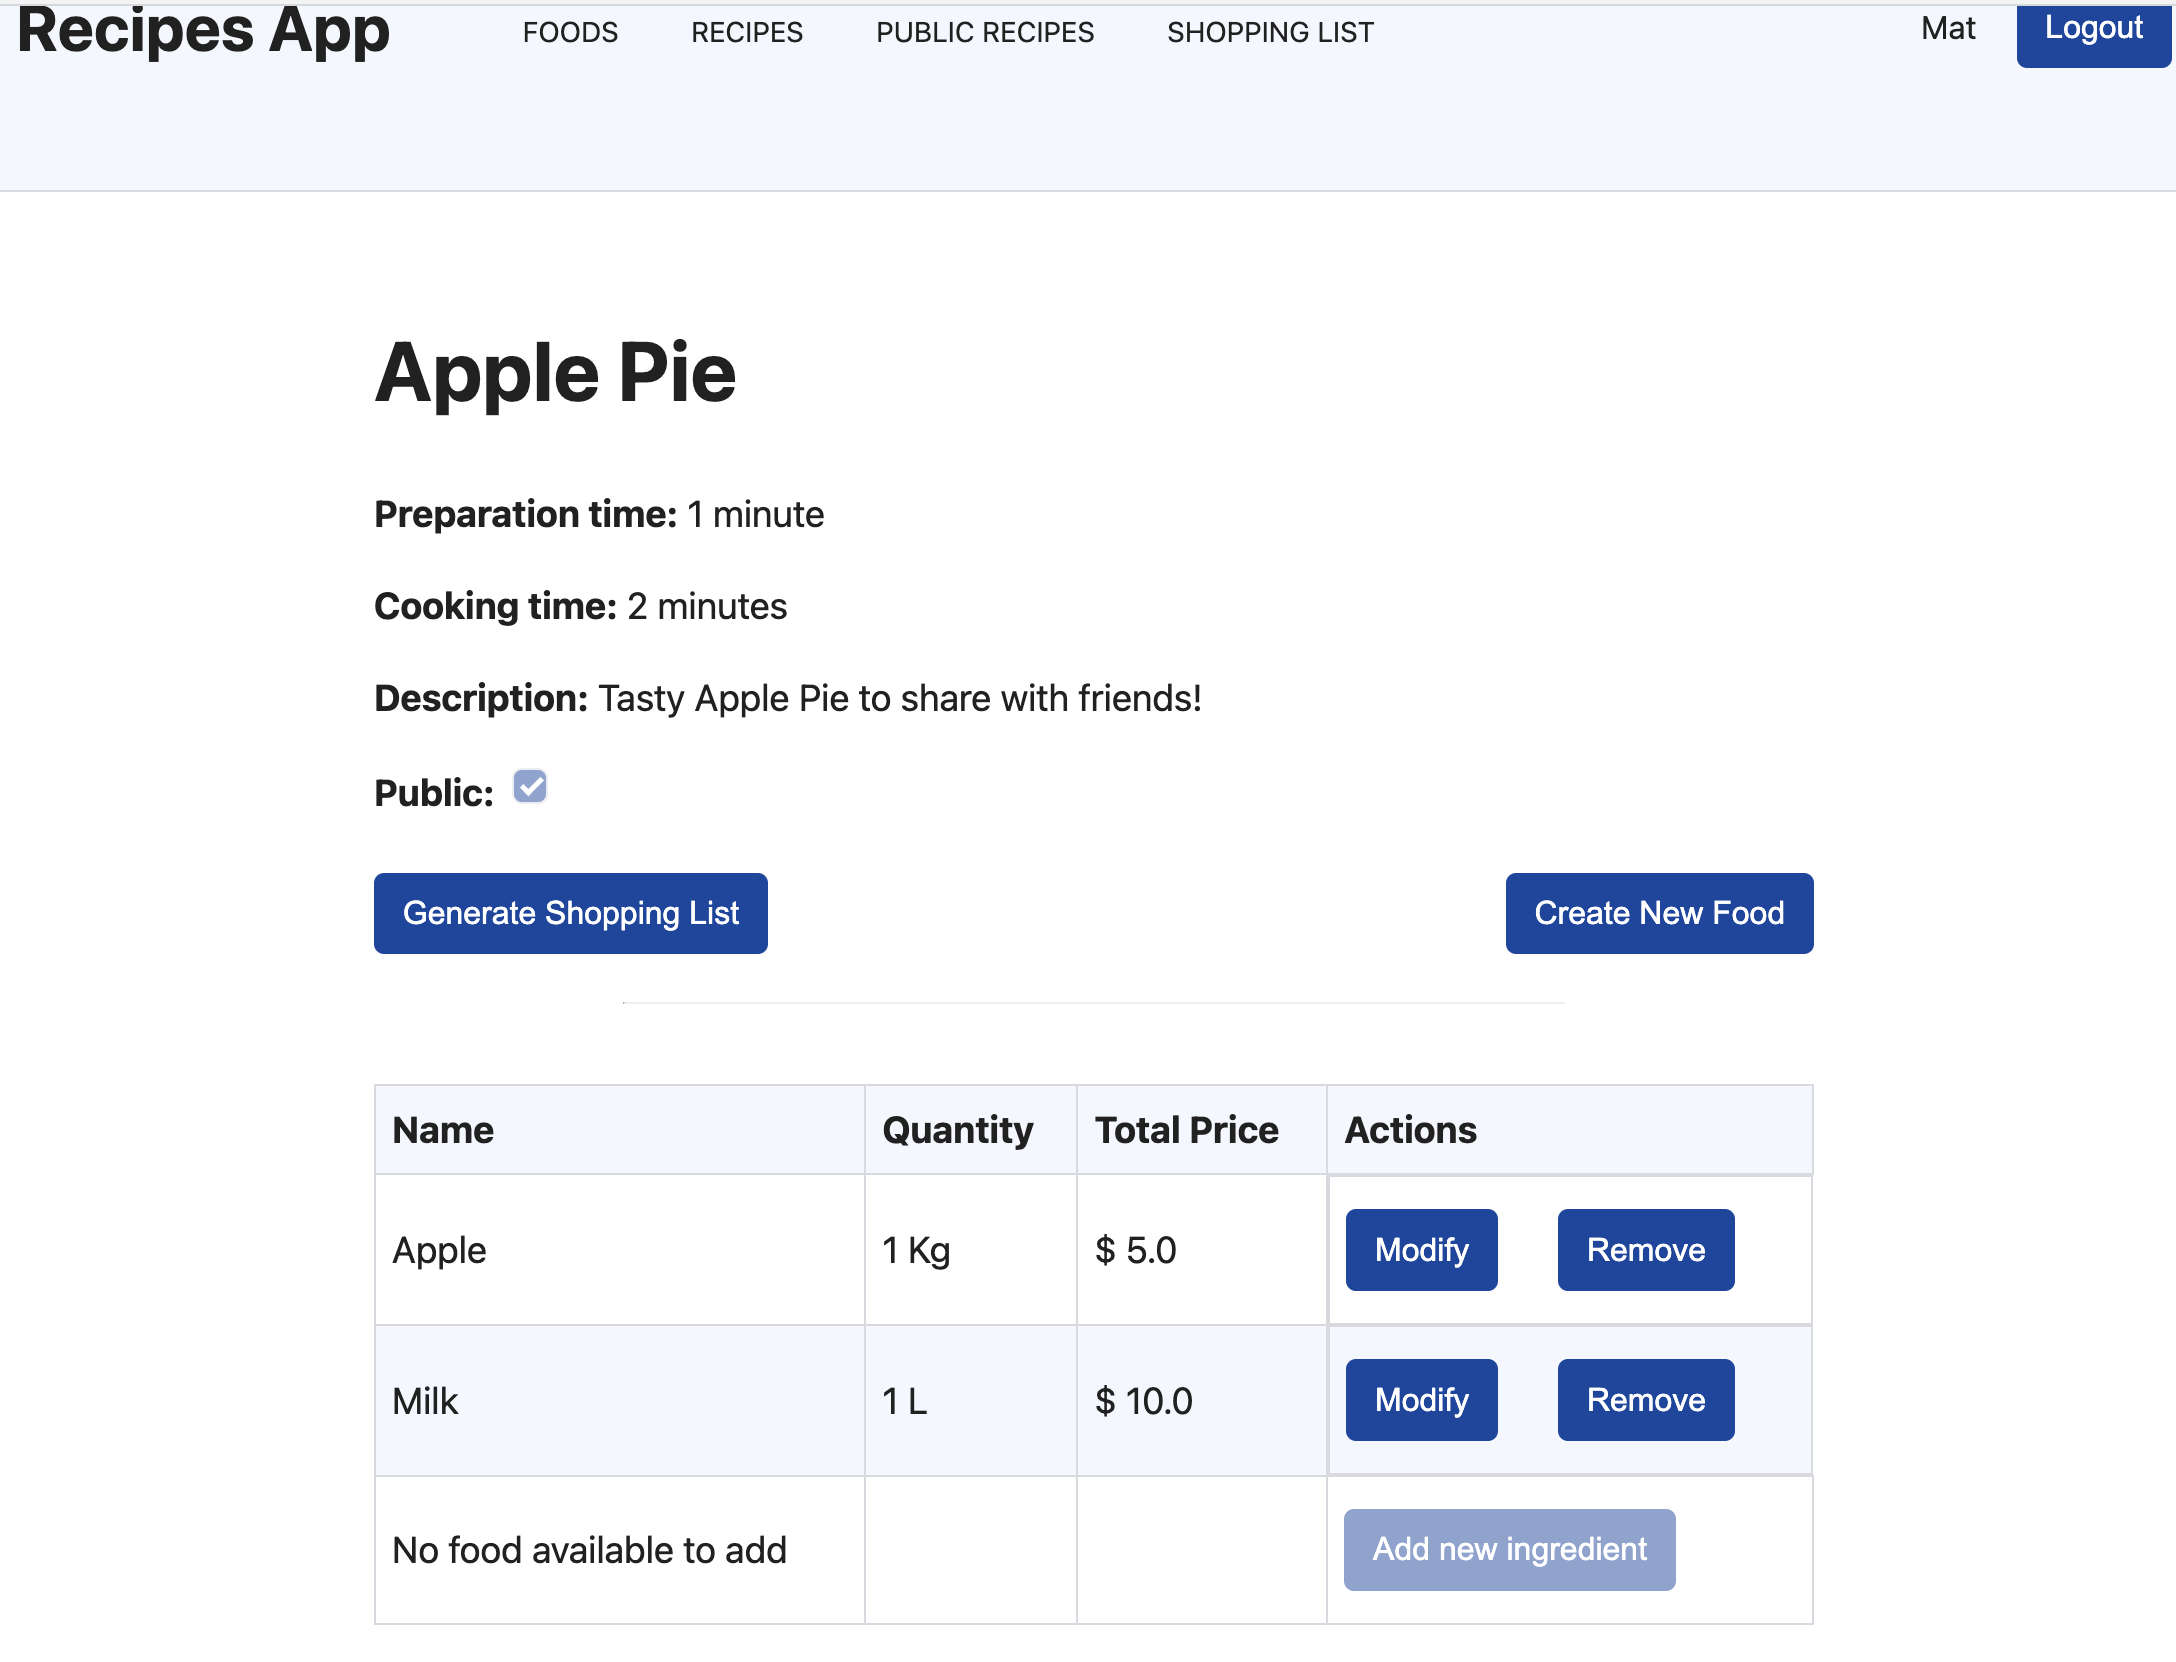 Recipes App FOODS RECIPES PUBLIC RECIPES SHOPPING LIST Mat Logout
Apple Pie
Preparation time: 1 minute
Cooking time: 2 minutes
Description: Tasty Apple Pie to share with friends!
Public:
Generate Shopping List Create New Food
Name Quantity Total Price Actions
Apple 1 Kg $ 5.0 Modify Remove
Milk 1 L $ 10.0 Modify Remove
No food available to add Add new ingredient